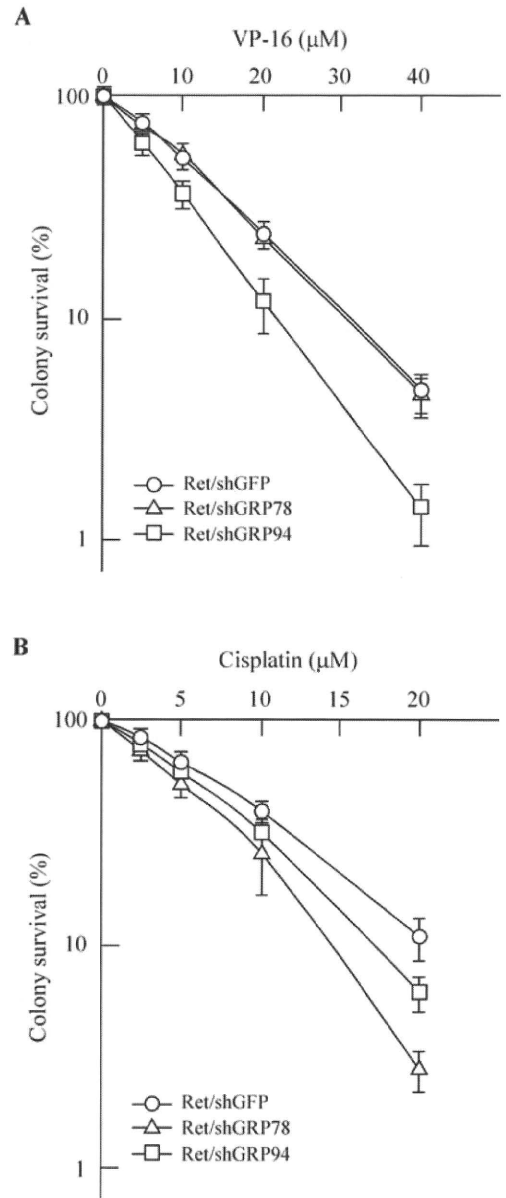 A
VP-16 (μM)
0 10 20 30 40
100
10
1
Colony survival (%)
Ret/shGFP
Ret/shGRP78
Ret/shGRP94
B
Cisplatin (μM)
0 5 10 15 20
100
10
1
Colony survival (%)
Ret/shGFP
Ret/shGRP78
Ret/shGRP94